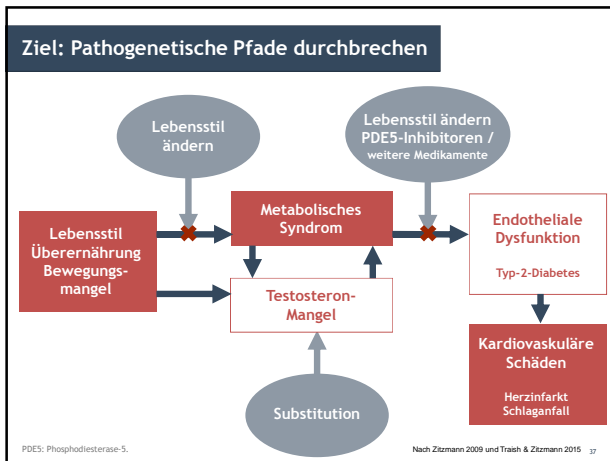 Ziel: Pathogenetische Pfade durchbrechen
Lebensstil
ändern
Lebensstil ändern
PDE5-Inhibitoren /
weitere Medikamente
Lebensstil
Überernährung
Bewegungs-
mangel
Metabolisches
Syndrom
Endotheliale
Dysfunktion
Typ-2-Diabetes
Testosteron-
Mangel
Kardiovaskuläre
Schäden
Herzinfarkt
Schlaganfall
Substitution
PDE5: Phosphodiesterase-5.
Nach Zitzmann 2009 und Traish & Zitzmann 2015
37